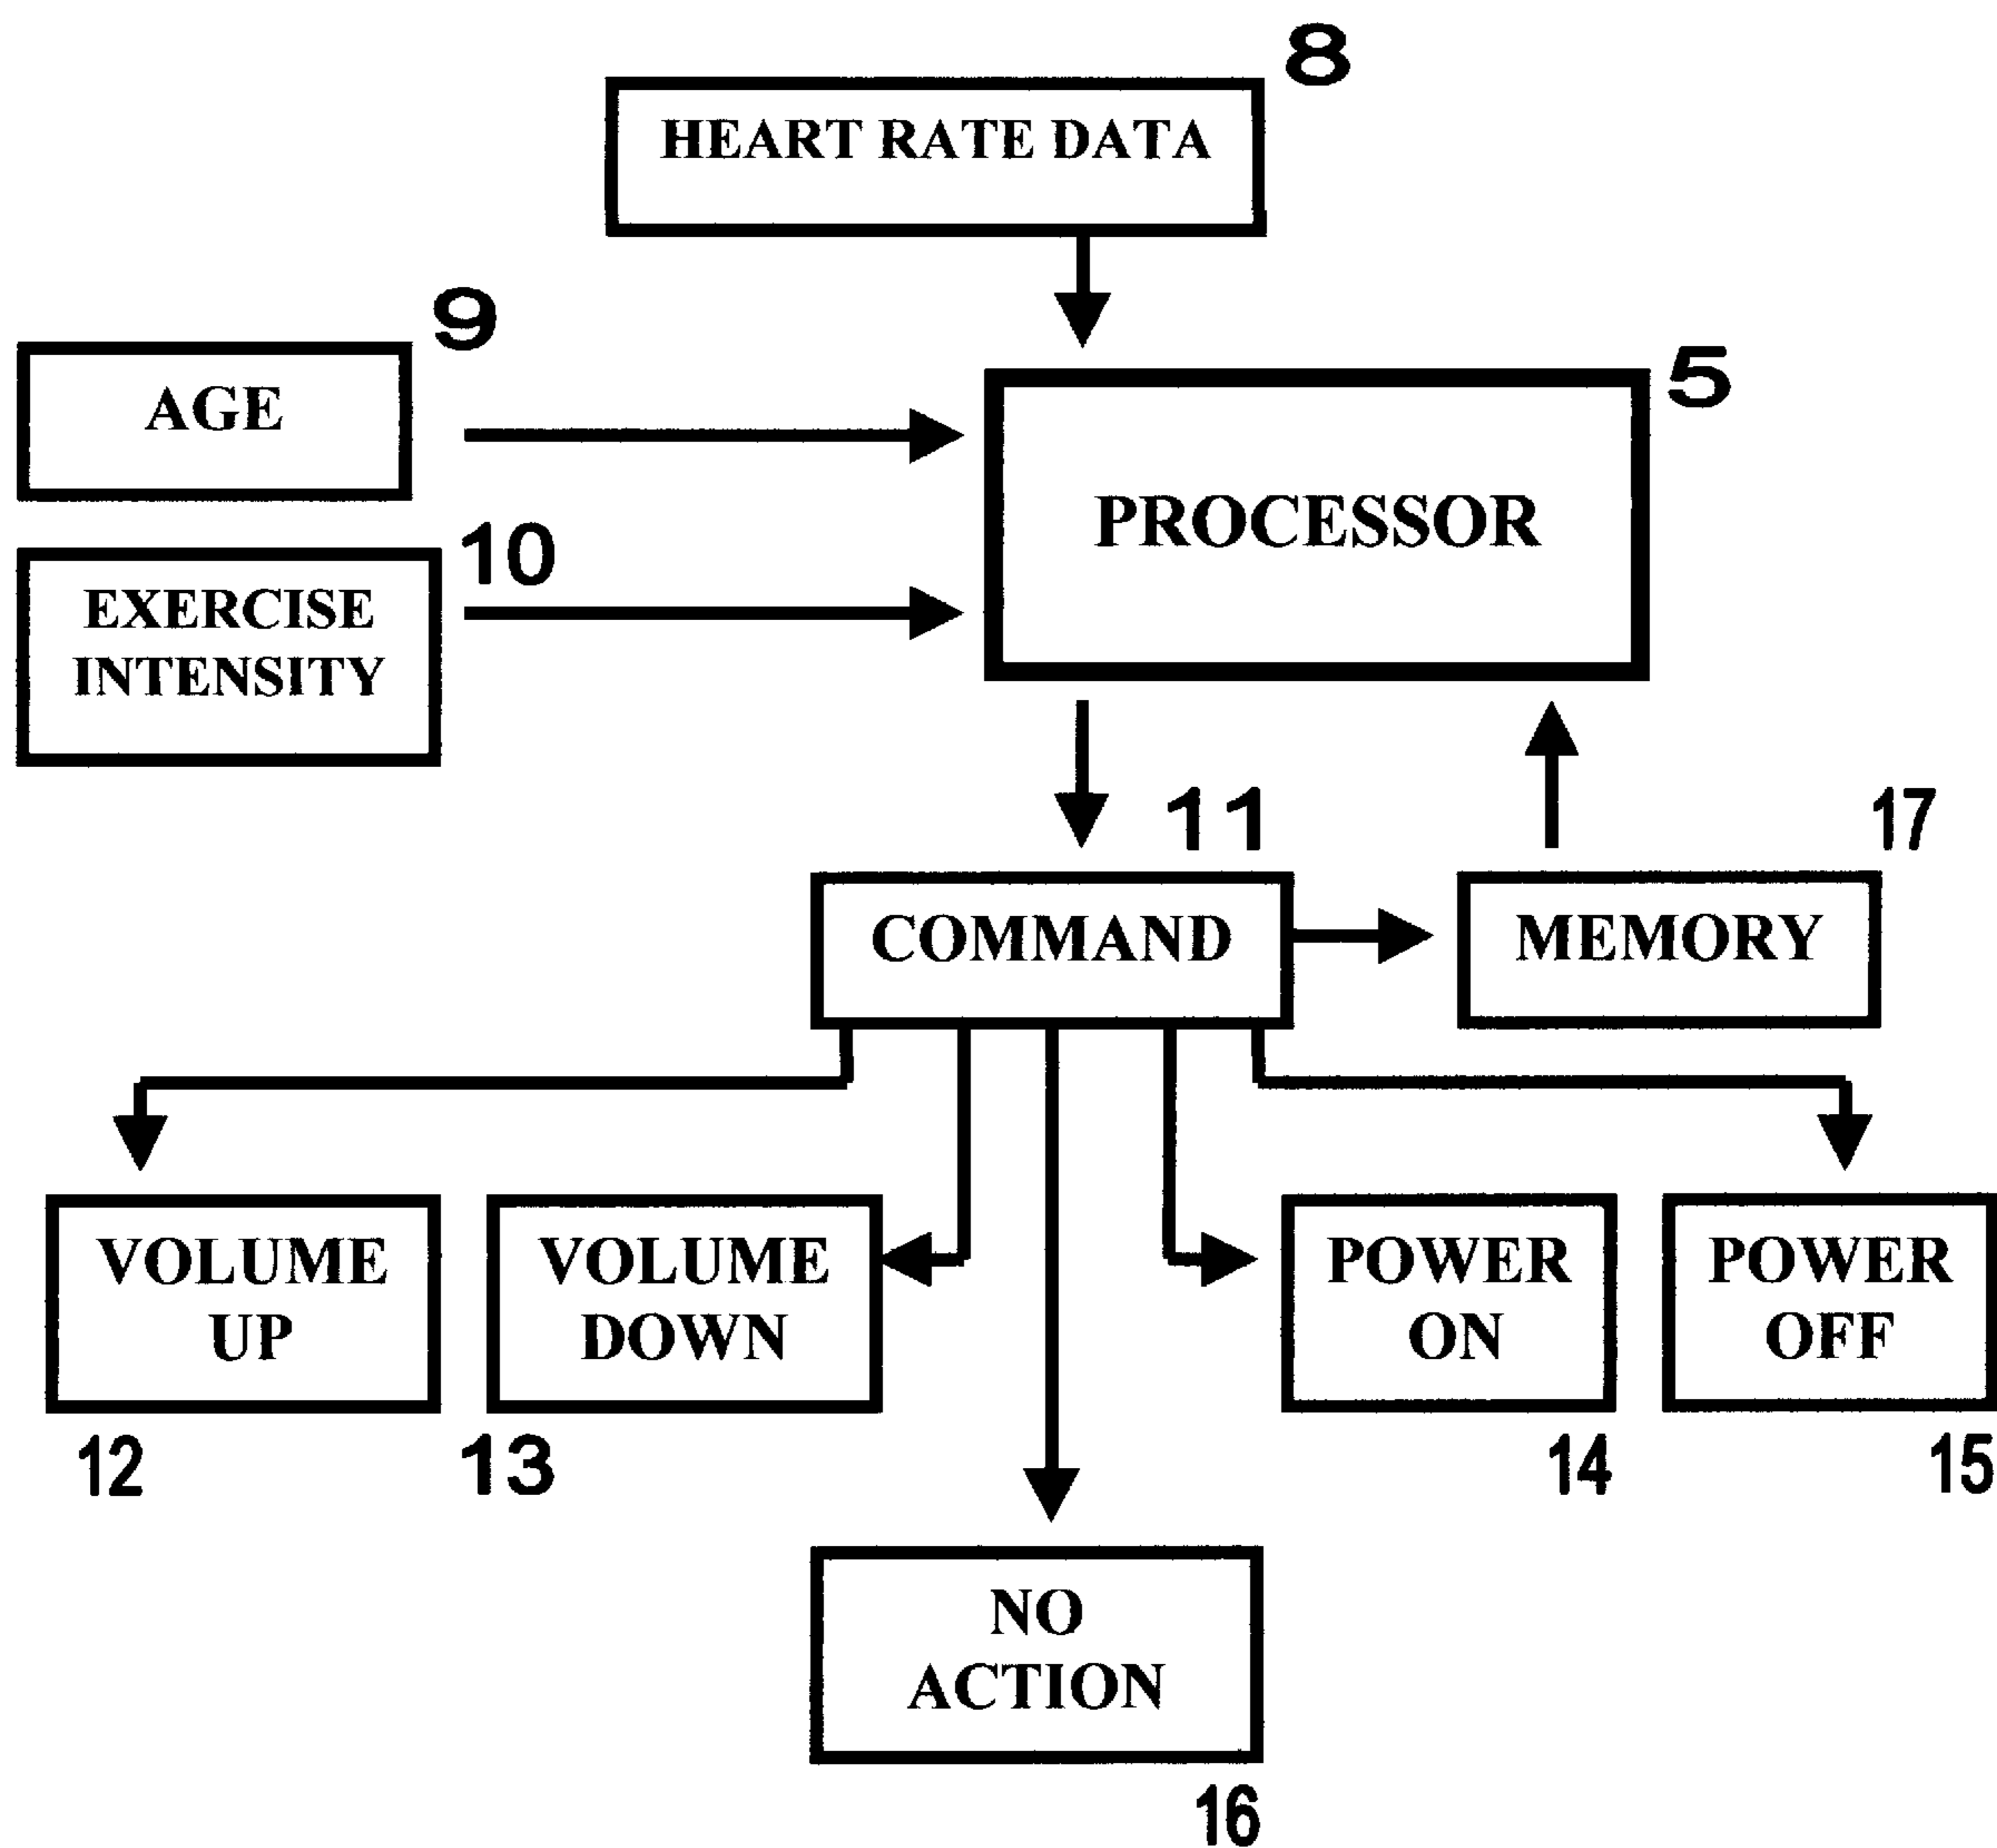 8
HEART RATE DATA
9
AGE
5
PROCESSOR
10
EXERCISE
INTENSITY
11
17
COMMAND
MEMORY
VOLUME
UP
VOLUME
DOWN
POWER
ON
POWER
OFF
12
13
14
15
NO
ACTION
16